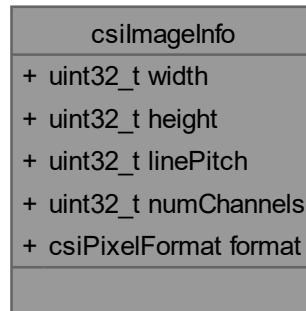 csiImageInfo
+ uint32_t width
+ uint32_t height
+ uint32_t linePitch
+ uint32_t numChannels
+ csiPixelFormat format